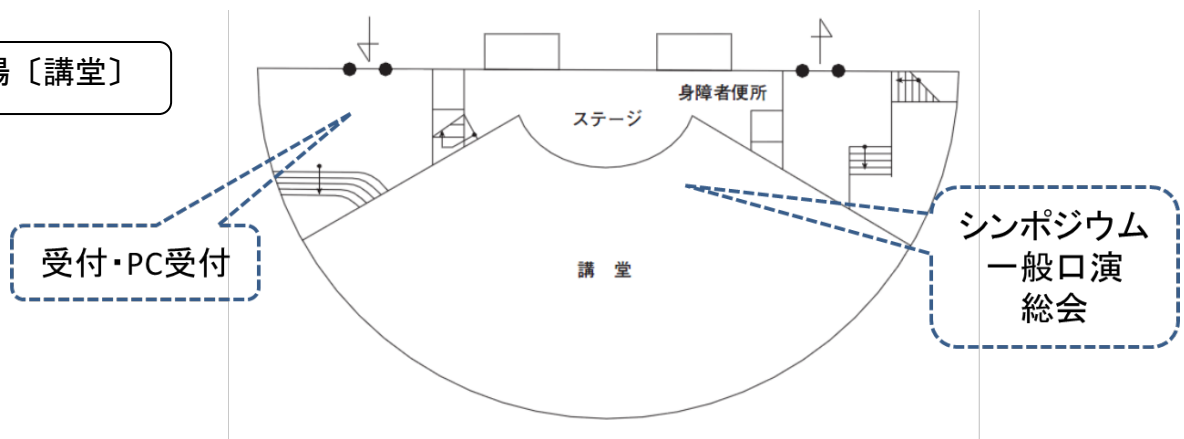 場〔講堂〕
身障者便所
ステージ
受付・PC受付
講　堂
シンポジウム
一般口演
総会